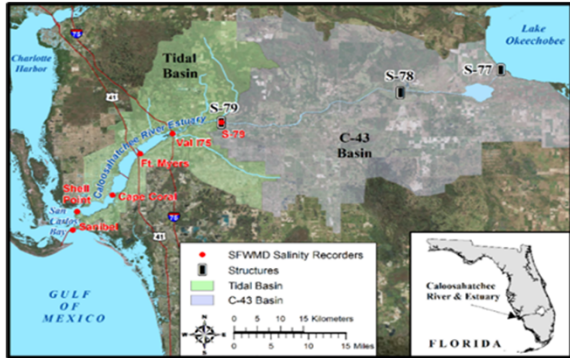 Lake
Okeechobee
Charlotte
Harbor
75
Tidal
Basin
S-77
S-78
S-79
S-79
41
Caloosahatchee River Estuary
Val I75
C-43
Basin
Ft. Myers
Shell
Point
Cape Coral
San
Carlos
Bay
Sanibel
75
41
GULF
OF
MEXICO
SFWMD Salinity Recorders
Structures
Tidal Basin
C-43 Basin
N
W
E
S
0 5 10 15 Kilometers
0 5 10 15 Miles
Caloosahatchee
River & Estuary
FLORIDA